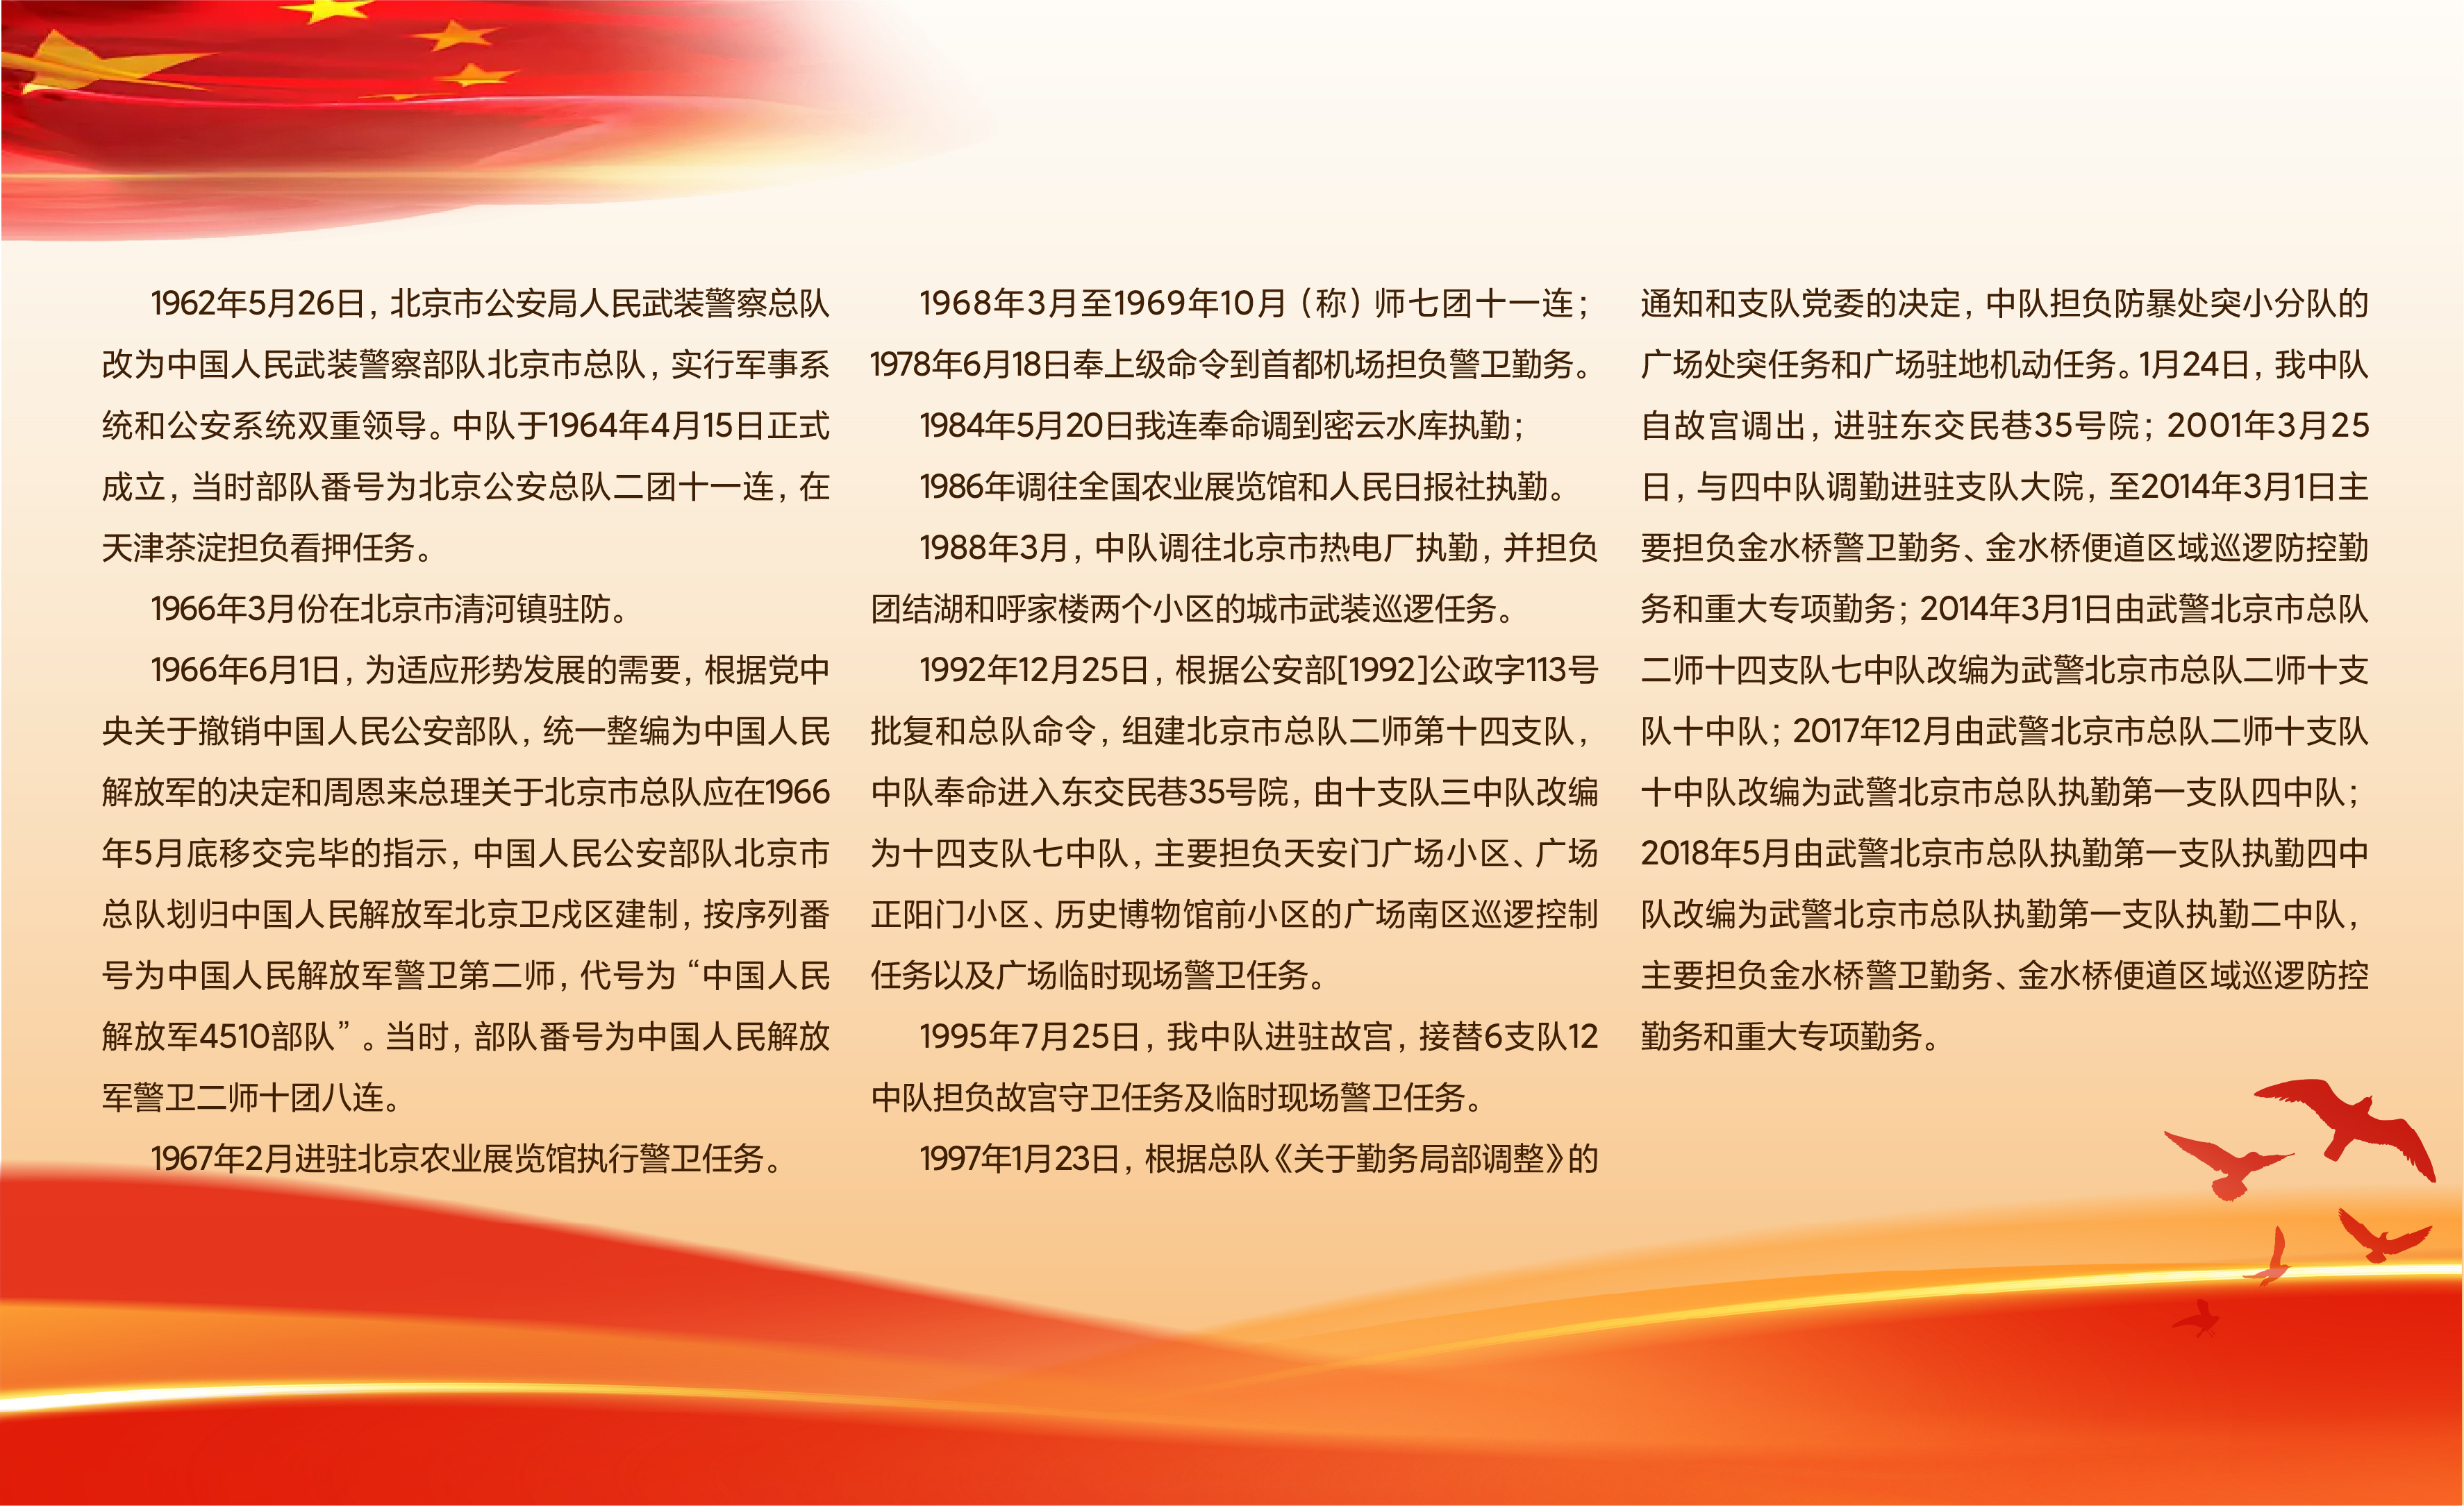 1962年5月26日，北京市公安局人民武装警察总队
改为中国人民武装警察部队北京市总队，实行军事系
统和公安系统双重领导。中队于1964年4月15日正式
成立，当时部队番号为北京公安总队二团十一连，在
天津茶淀担负看押任务。
1966年3月份在北京市清河镇驻防。
1966年6月1日，为适应形势发展的需要，根据党中
央关于撤销中国人民公安部队，统一整编为中国人民
解放军的决定和周恩来总理关于北京市总队应在1966
年5月底移交完毕的指示，中国人民公安部队北京市
总队划归中国人民解放军北京卫戍区建制，按序列番
号为中国人民解放军警卫第二师，代号为“中国人民
解放军4510部队”。当时，部队番号为中国人民解放
军警卫二师十团八连。
1967年2月进驻北京农业展览馆执行警卫任务。
1968年3月至1969年10月（称）师七团十一连；
1978年6月18日奉上级命令到首都机场担负警卫勤务。
1984年5月20日我连奉命调到密云水库执勤；
1986年调往全国农业展览馆和人民日报社执勤。
1988年3月，中队调往北京市热电厂执勤，并担负
团结湖和呼家楼两个小区的城市武装巡逻任务。
1992年12月25日，根据公安部[1992]公政字113号
批复和总队命令，组建北京市总队二师第十四支队，
中队奉命进入东交民巷35号院，由十支队三中队改编
为十四支队七中队，主要担负天安门广场小区、广场
正阳门小区、历史博物馆前小区的广场南区巡逻控制
任务以及广场临时现场警卫任务。
1995年7月25日，我中队进驻故宫，接替6支队12
中队担负故宫守卫任务及临时现场警卫任务。
1997年1月23日，根据总队《关于勤务局部调整》的
通知和支队党委的决定，中队担负防暴处突小分队的
广场处突任务和广场驻地机动任务。1月24日，我中队
自故宫调出，进驻东交民巷35号院；2001年3月25
日，与四中队调勤进驻支队大院，至2014年3月1日主
要担负金水桥警卫勤务、金水桥便道区域巡逻防控勤
务和重大专项勤务；2014年3月1日由武警北京市总队
二师十四支队七中队改编为武警北京市总队二师十支
队十中队；2017年12月由武警北京市总队二师十支队
十中队改编为武警北京市总队执勤第一支队四中队；
2018年5月由武警北京市总队执勤第一支队执勤四中
队改编为武警北京市总队执勤第一支队执勤二中队，
主要担负金水桥警卫勤务、金水桥便道区域巡逻防控
勤务和重大专项勤务。